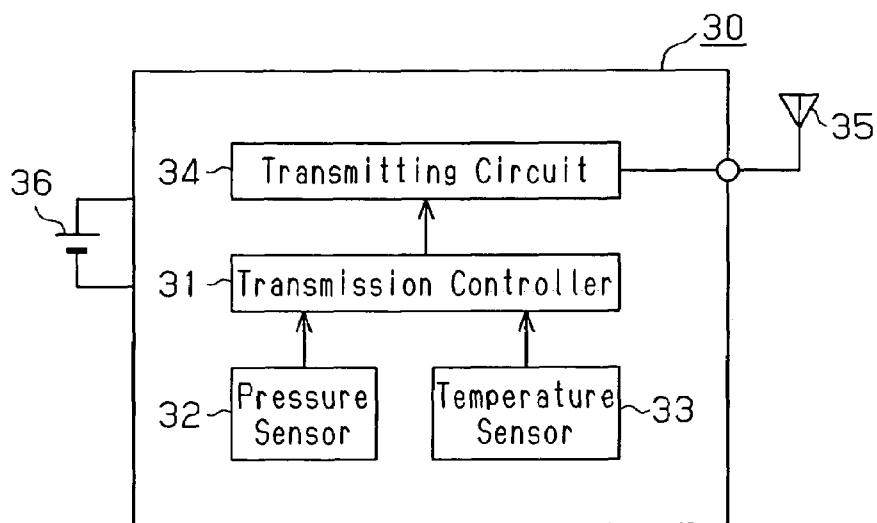 30
35
36
34 Transmitting Circuit
31 Transmission Controller
32 Pressure Sensor
Temperature Sensor 33